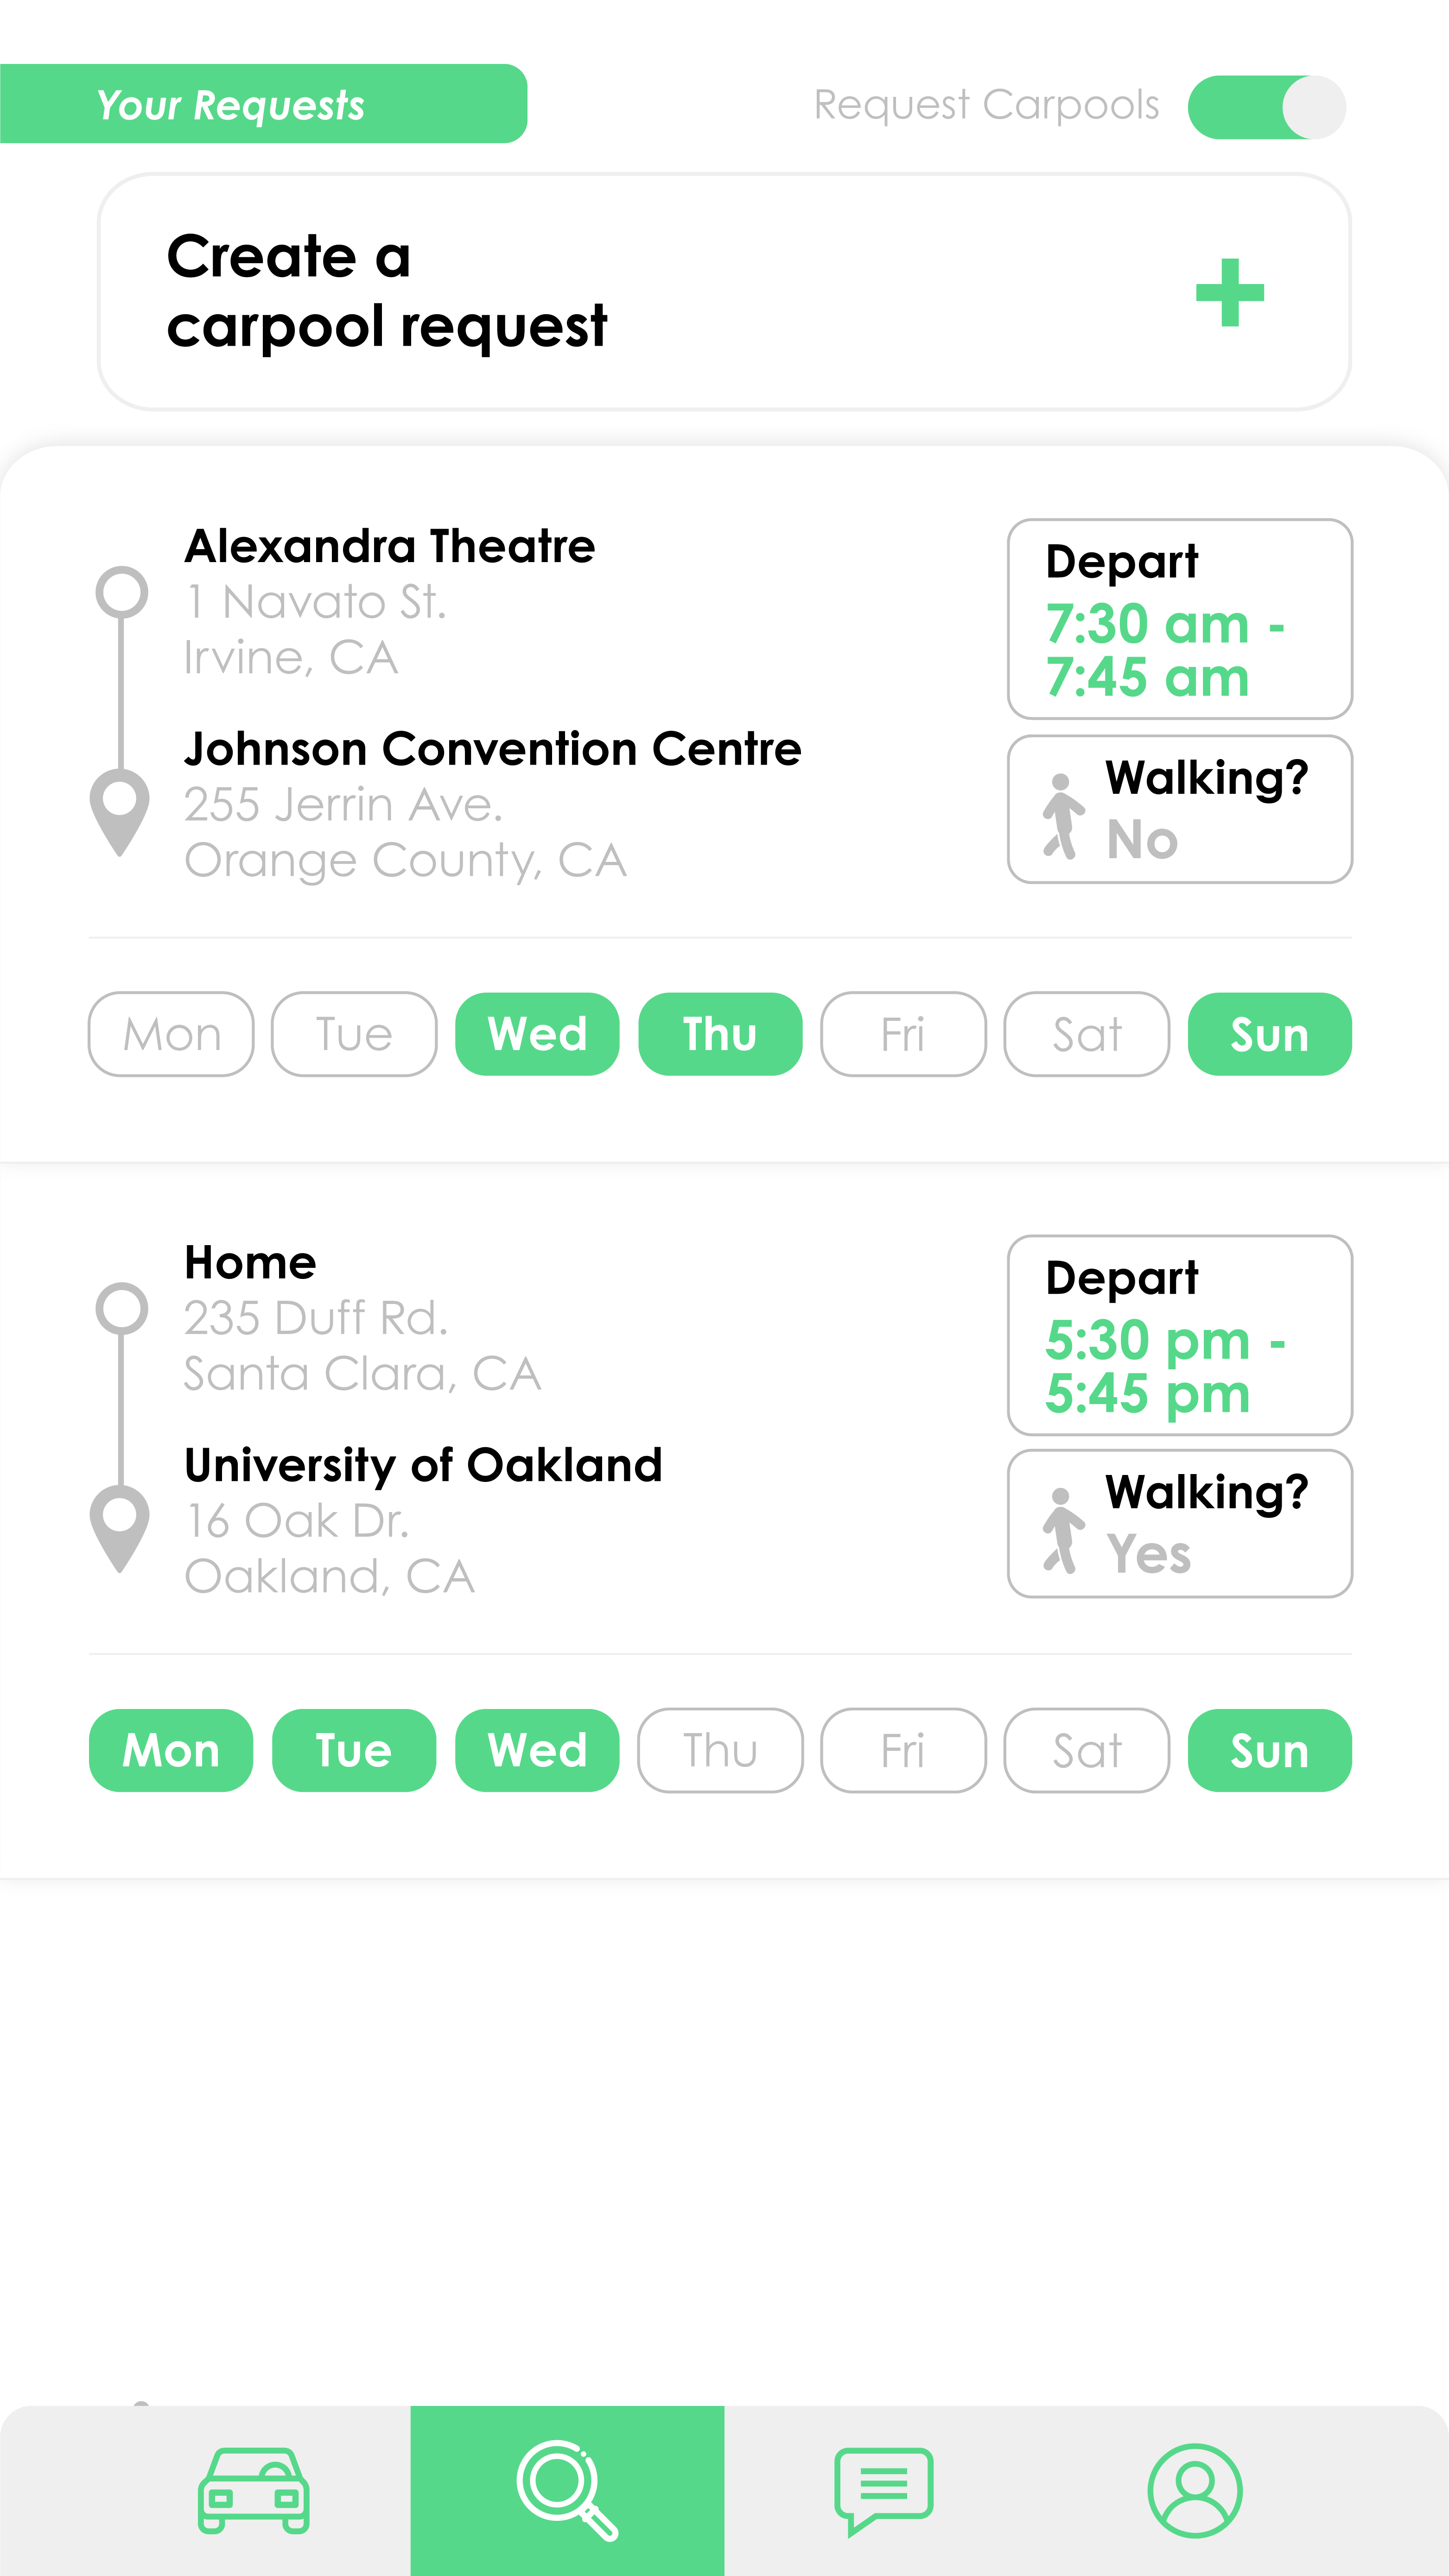 Your Requests
Request Carpools
Create a
carpool request
Alexandra Theatre
1 Navato St.
Irvine, CA
Johnson Convention Centre
255 Jerrin Ave.
Orange County, CA
Depart
7:30 am -
7:45 am
Walking?
No
Mon Tue Wed Thu Fri Sat Sun
Home
235 Duff Rd.
Santa Clara, CA
University of Oakland
16 Oak Dr.
Oakland, CA
Depart
5:30 pm -
5:45 pm
Walking?
Yes
Mon Tue Wed Thu Fri Sat Sun